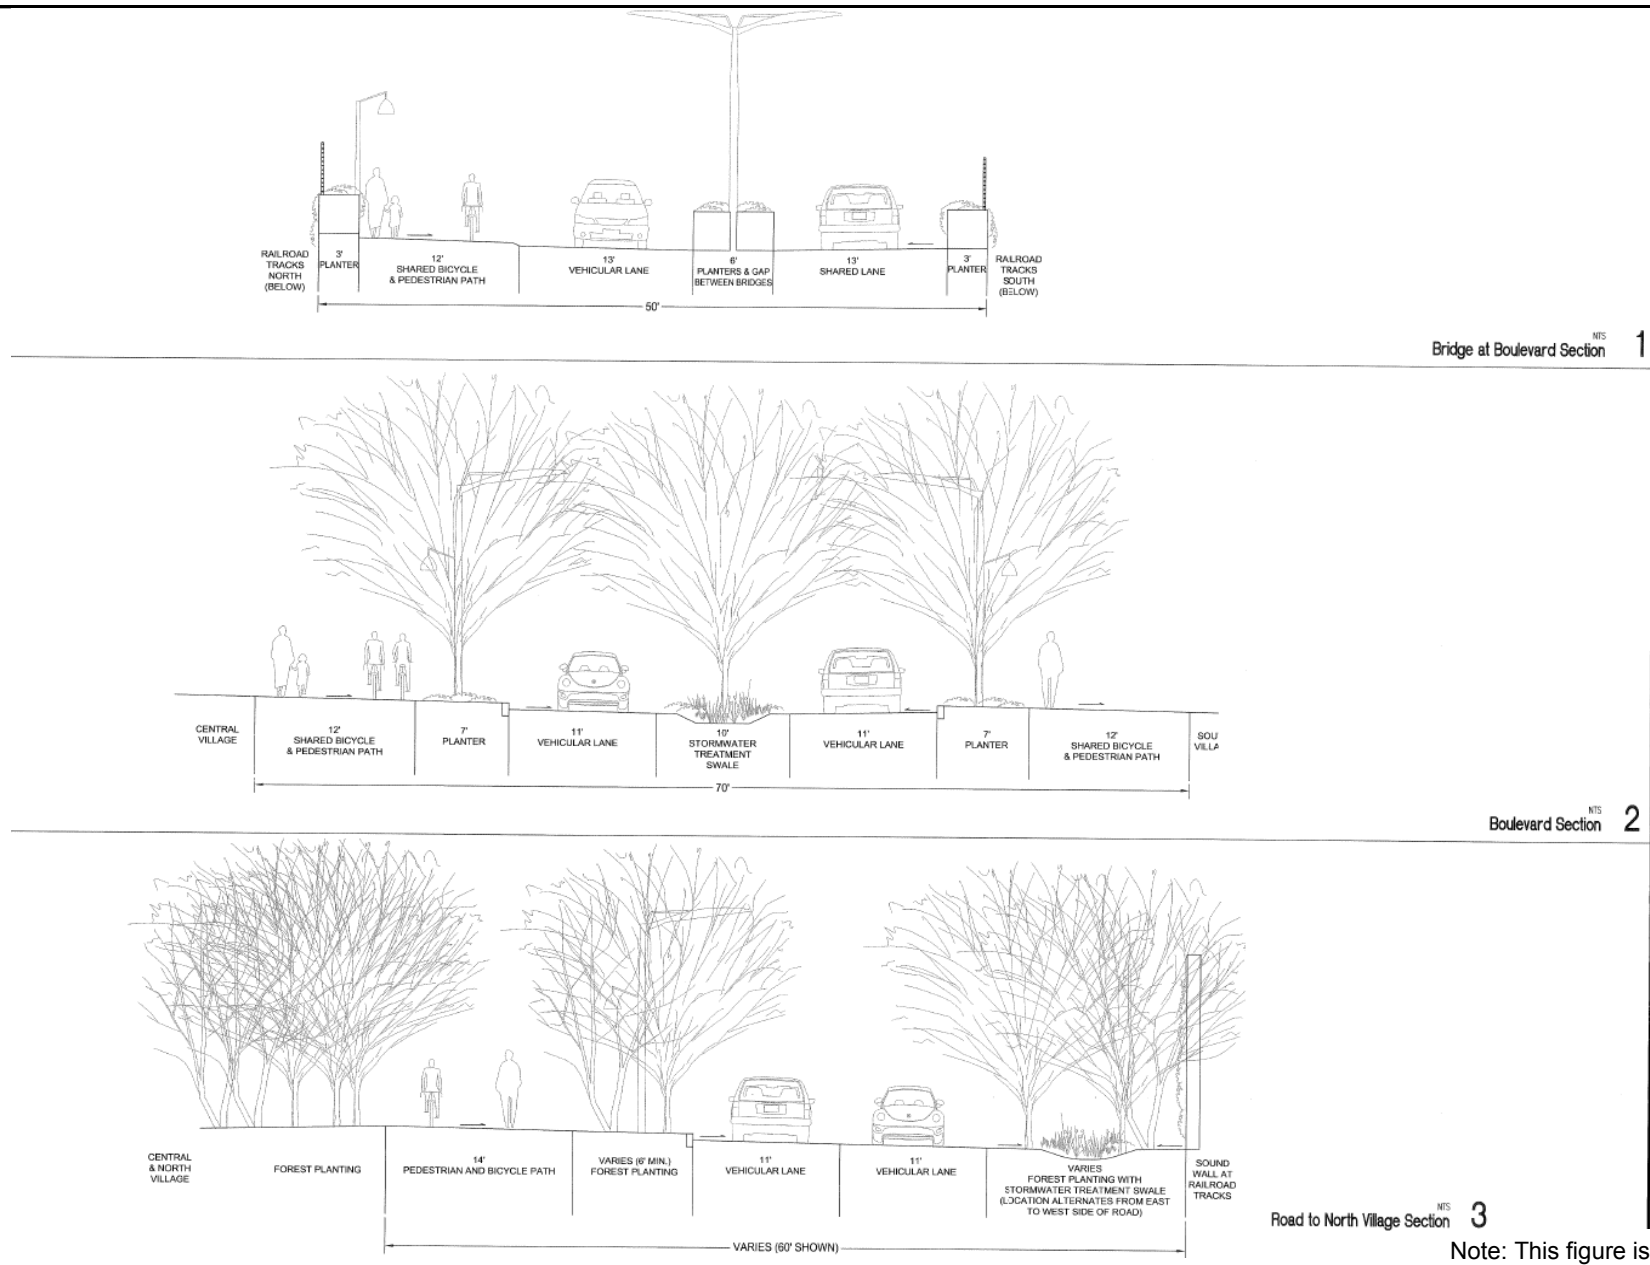 RAILROAD
TRACKS
NORTH
(BELOW)
3'
PLANTER
12'
SHARED BICYCLE
& PEDESTRIAN PATH
13'
VEHICULAR LANE
6'
PLANTERS & GAP
BETWEEN BRIDGES
13'
SHARED LANE
3'
PLANTER
RAILROAD
TRACKS
SOUTH
(BELOW)
50'
NTS
Bridge at Boulevard Section 1
CENTRAL
VILLAGE
12'
SHARED BICYCLE
& PEDESTRIAN PATH
7'
PLANTER
11'
VEHICULAR LANE
10'
STORMWATER
TREATMENT
SWALE
11'
VEHICULAR LANE
7'
PLANTER
12'
SHARED BICYCLE
& PEDESTRIAN PATH
SOU
VILLA
70'
NTS
Boulevard Section 2
CENTRAL
& NORTH
VILLAGE
FOREST PLANTING
14'
PEDESTRIAN AND BICYCLE PATH
VARIES (6' MIN.)
FOREST PLANTING
11'
VEHICULAR LANE
11'
VEHICULAR LANE
VARIES
FOREST PLANTING WITH
STORMWATER TREATMENT SWALE
(LOCATION ALTERNATES FROM EAST
TO WEST SIDE OF ROAD)
SOUND
WALL AT
RAILROAD
TRACKS
VARIES (60' SHOWN)
NTS
Road to North Village Section 3
Note: This figure is